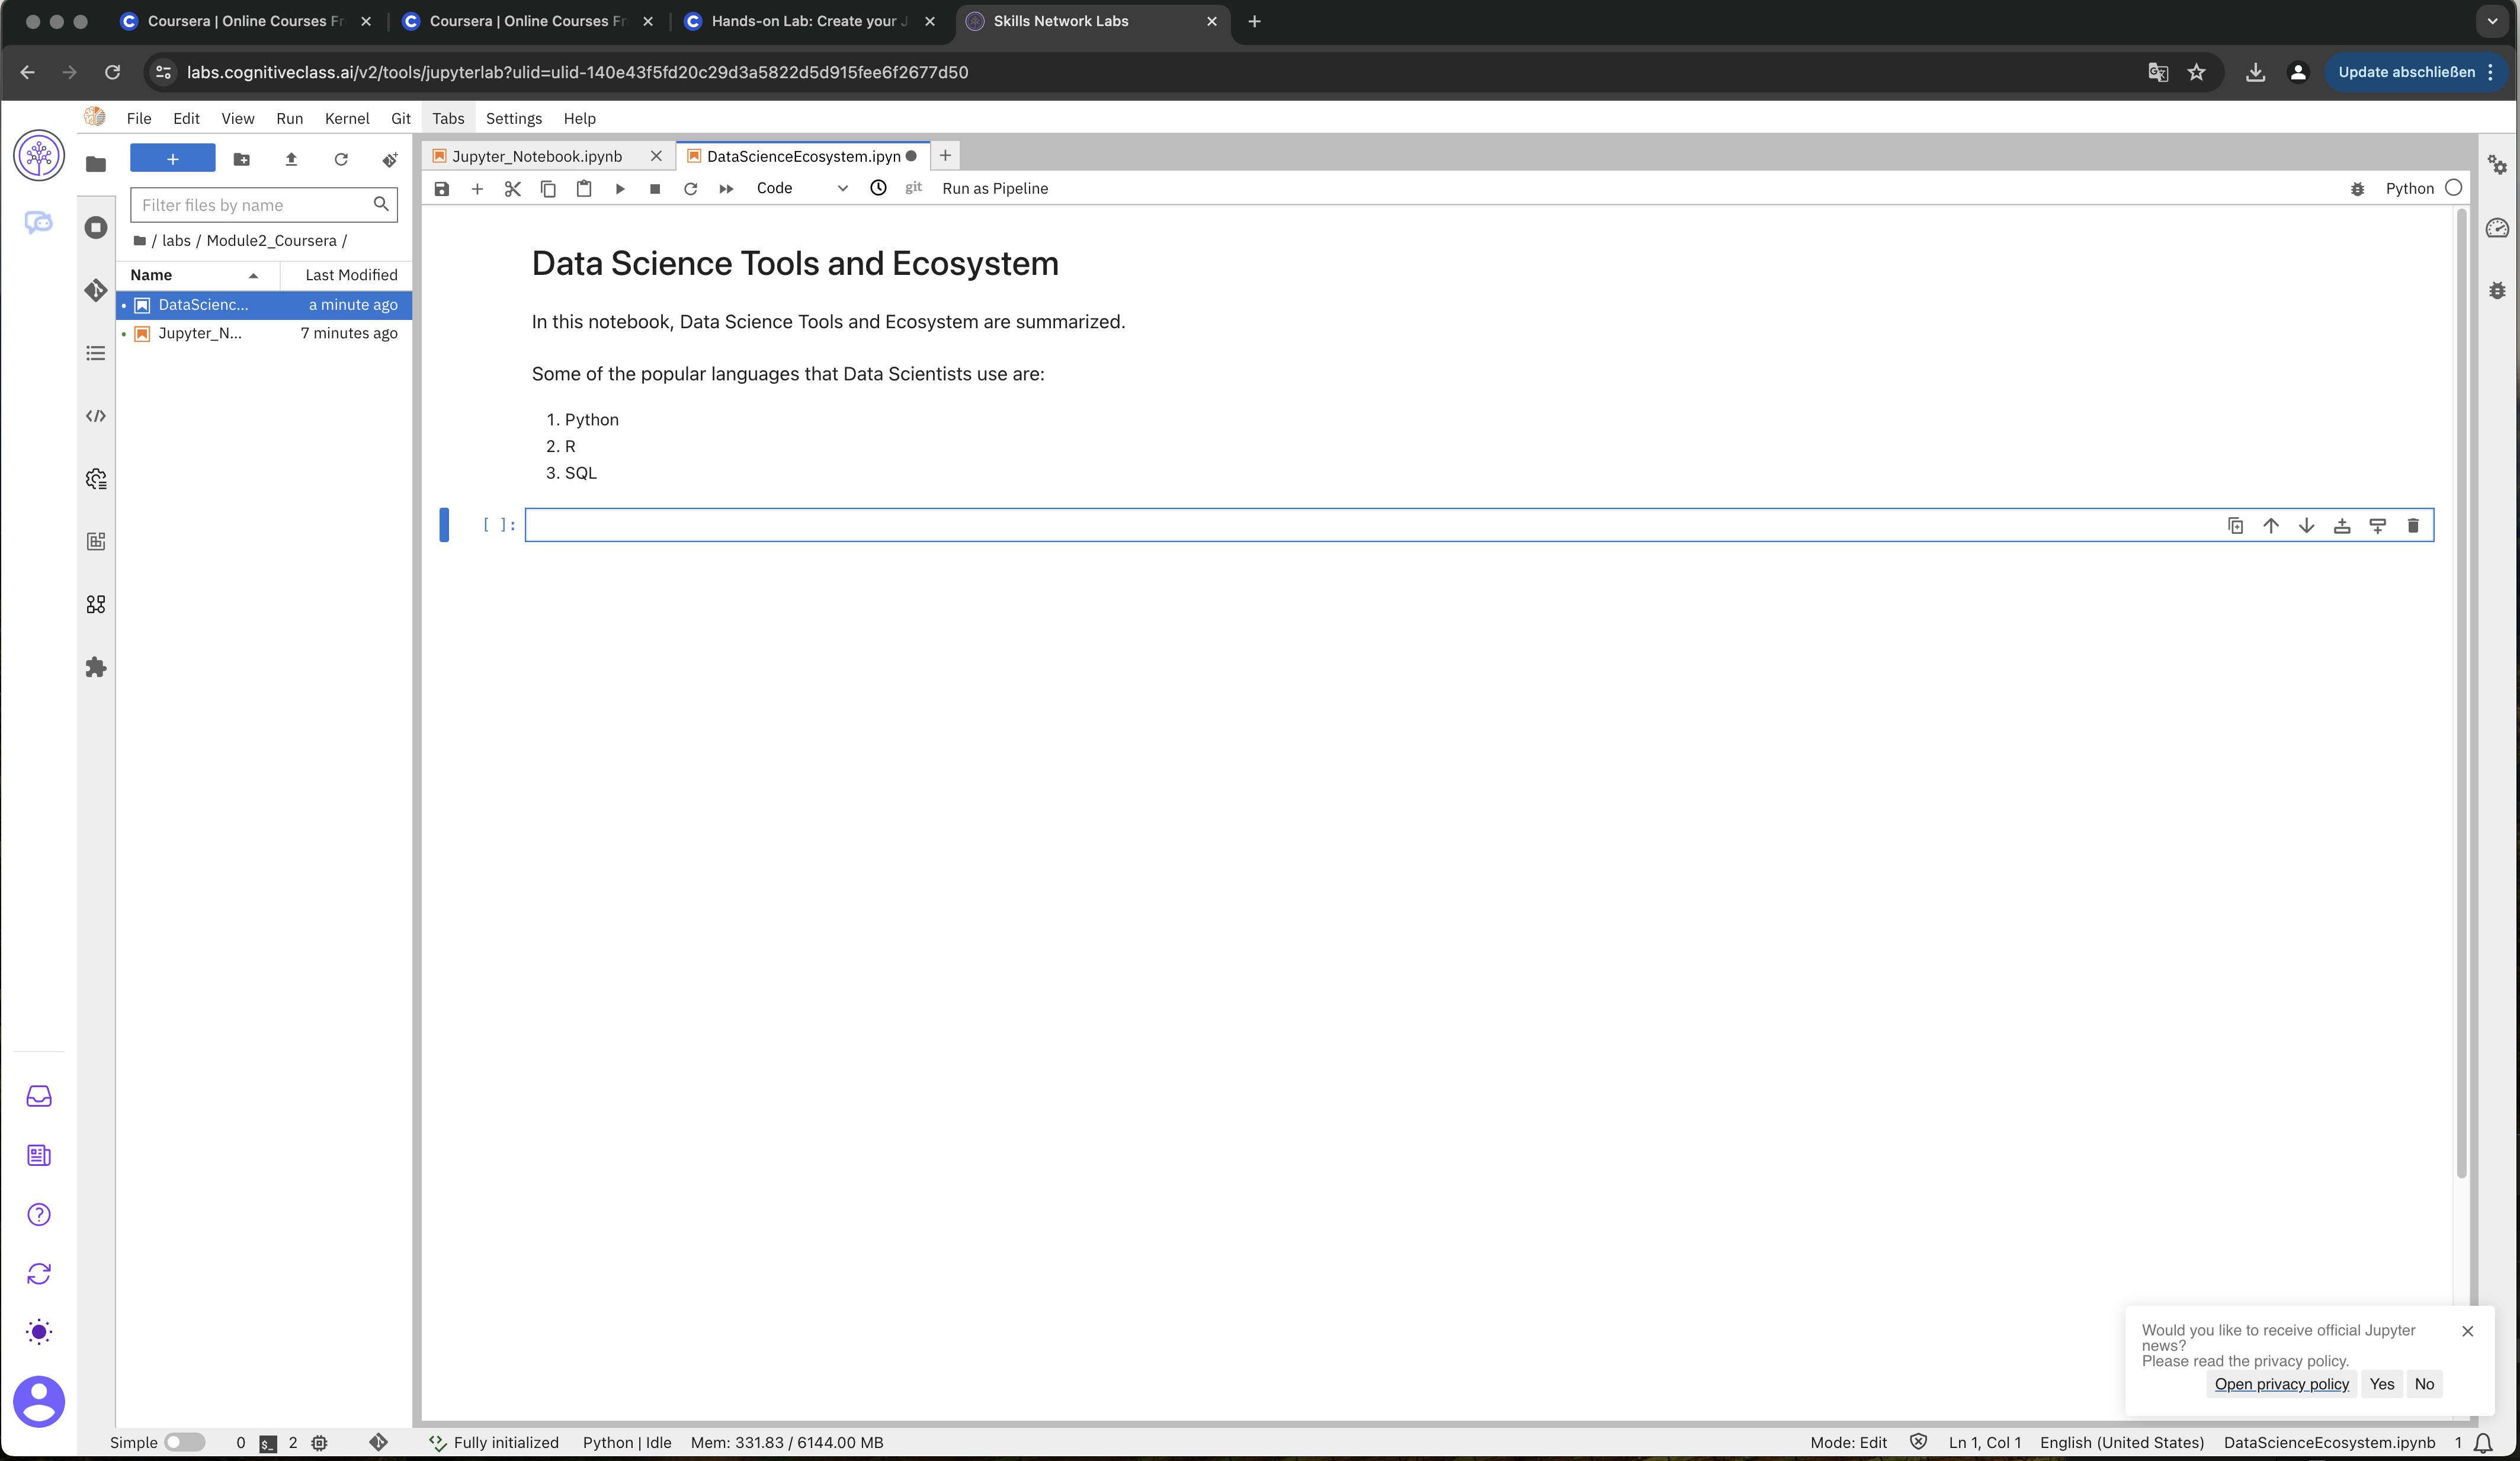 Coursera | Online Courses Fr
Coursera | Online Courses Fr
Hands-on Lab: Create your J
Skills Network Labs
labs.cognitiveclass.ai/v2/tools/jupyterlab?ulid=ulid-140e43f5fd20c29d3a5822d5d915fee6f2677d50
Update abschließen
File Edit View Run Kernel Git Tabs Settings Help
Jupyter_Notebook.ipynb
DataScienceEcosystem.ipyn
Code
git
Run as Pipeline
Python
Filter files by name
/ labs / Module2_Coursera /
Name Last Modified
DataScienc... a minute ago
Jupyter_N... 7 minutes ago
Data Science Tools and Ecosystem
In this notebook, Data Science Tools and Ecosystem are summarized.
Some of the popular languages that Data Scientists use are:
1. Python
2. R
3. SQL
[ ]:
Would you like to receive official Jupyter
news?
Please read the privacy policy.
Open privacy policy Yes No
Simple 0 $_ 2 Fully initialized Python | Idle Mem: 331.83 / 6144.00 MB Mode: Edit Ln 1, Col 1 English (United States) DataScienceEcosystem.ipynb 1